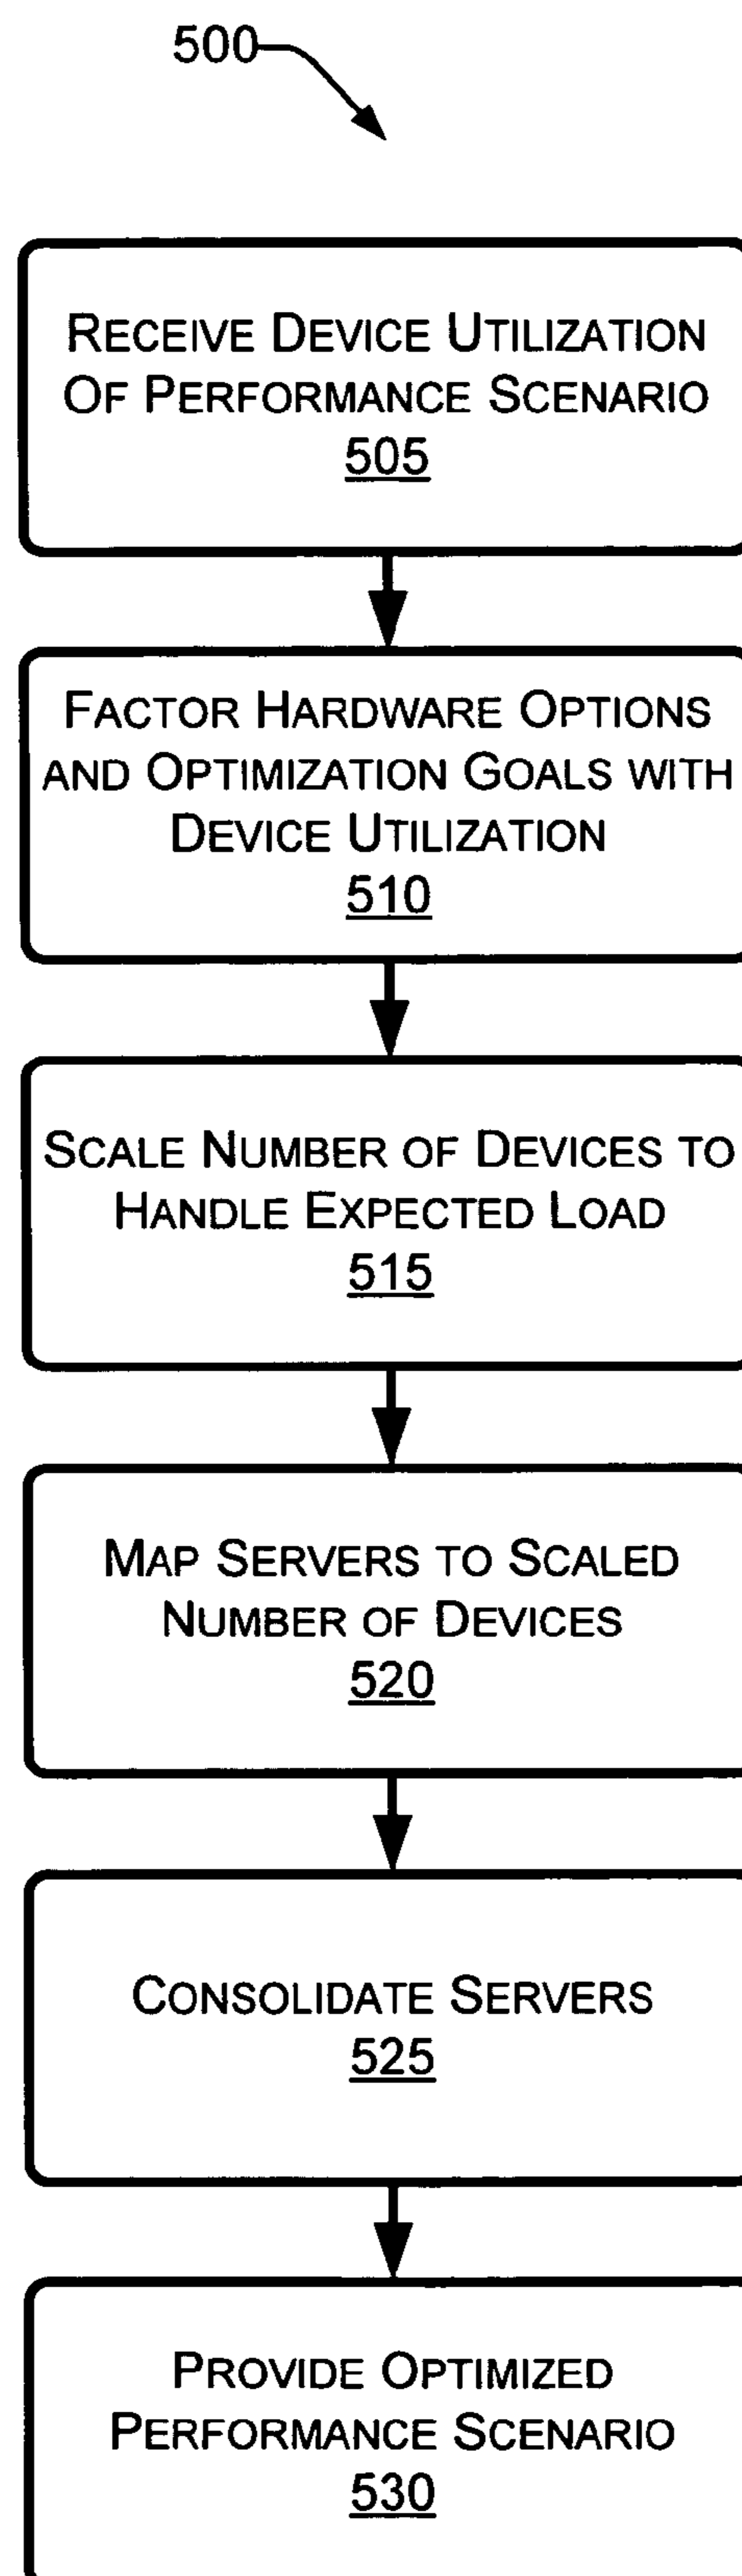 500
RECEIVE DEVICE UTILIZATION
OF PERFORMANCE SCENARIO
505
FACTOR HARDWARE OPTIONS
AND OPTIMIZATION GOALS WITH
DEVICE UTILIZATION
510
SCALE NUMBER OF DEVICES TO
HANDLE EXPECTED LOAD
515
MAP SERVERS TO SCALED
NUMBER OF DEVICES
520
CONSOLIDATE SERVERS
525
PROVIDE OPTIMIZED
PERFORMANCE SCENARIO
530